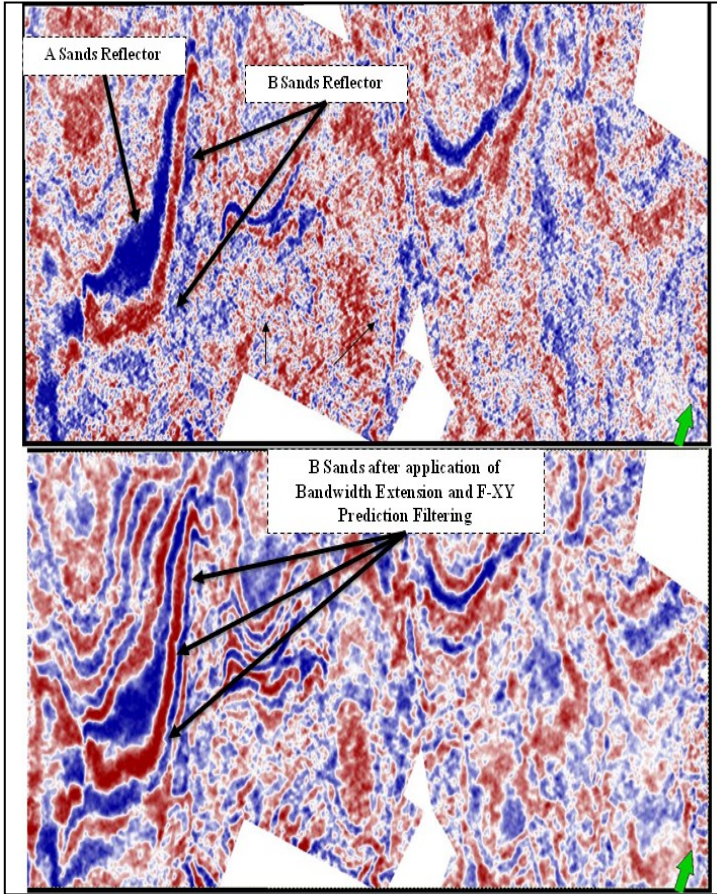 A Sands Reflector
B Sands Reflector
B Sands after application of
Bandwidth Extension and F-XY
Prediction Filtering